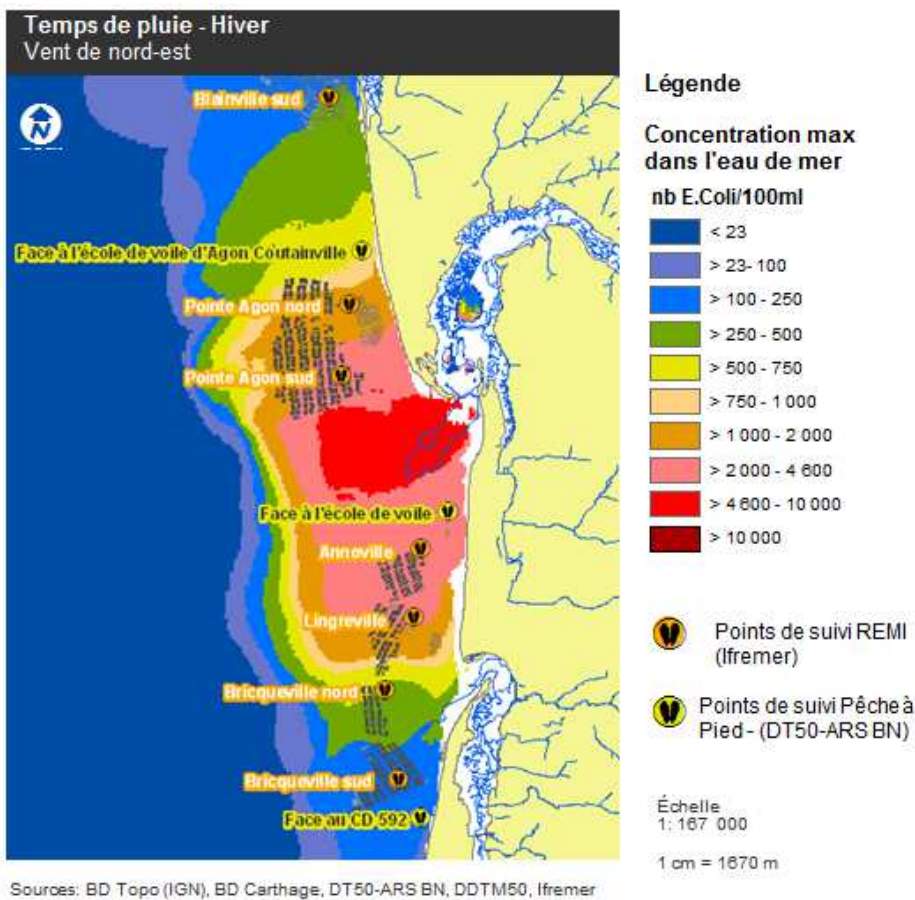 Temps de pluie - Hiver
Vent de nord-est
Blainville sud
N
Face à l'école de voile d'Agon Coutainville
Pointe Agon nord
Pointe Agon sud
Face à l'école de voile
Annoville
Lingreville
Bricqueville nord
Bricqueville sud
Face au CD 592
Légende
Concentration max
dans l'eau de mer
nb E.Coli/100ml
< 23
> 23- 100
> 100 - 250
> 250 - 500
> 500 - 750
> 750 - 1 000
> 1 000 - 2 000
> 2 000 - 4 600
> 4 600 - 10 000
> 10 000
Points de suivi REMI
(Ifremer)
Points de suivi Pêche à
Pied - (DT50-ARS BN)
Échelle
1: 167 000
1 cm = 1670 m
Sources: BD Topo (IGN), BD Carthage, DT50-ARS BN, DDTM50, Ifremer